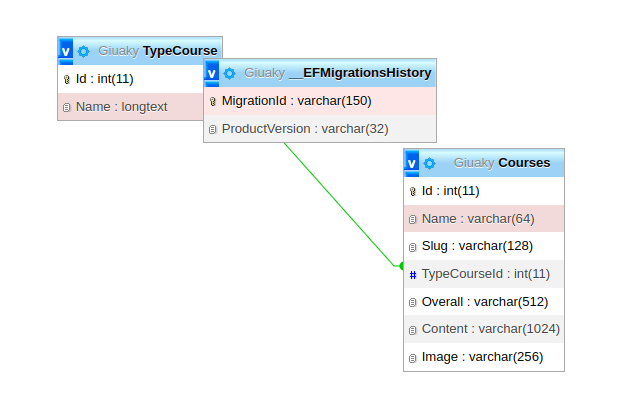 v Giuaky TypeCourse
Id : int(11)
Name : longtext
v Giuaky __EFMigrationsHistory
MigrationId : varchar(150)
ProductVersion : varchar(32)
v Giuaky Courses
Id : int(11)
Name : varchar(64)
Slug : varchar(128)
# TypeCourseId : int(11)
Overall : varchar(512)
Content : varchar(1024)
Image : varchar(256)